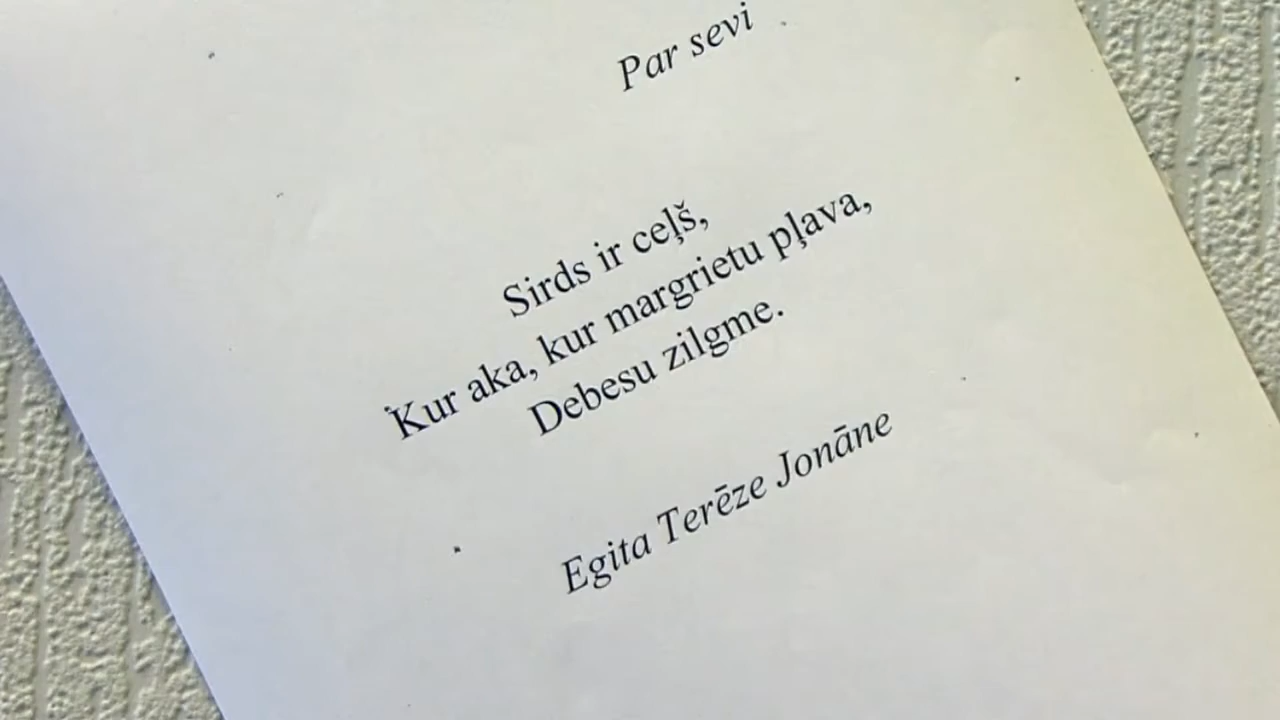 Par sevi
Sirds ir ceļš,
Kur aka, kur margrietu pļava,
Debesu zilgme.
Egita Terēze Jonāne